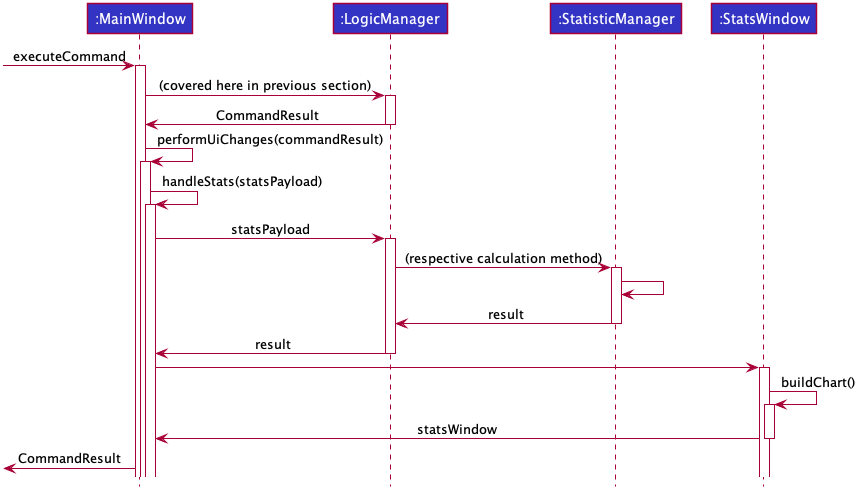 :MainWindow
:LogicManager
:StatisticManager
:StatsWindow
executeCommand
(covered here in previous section)
CommandResult
performUiChanges(commandResult)
handleStats(statsPayload)
statsPayload
(respective calculation method)
result
result
buildChart()
statsWindow
CommandResult